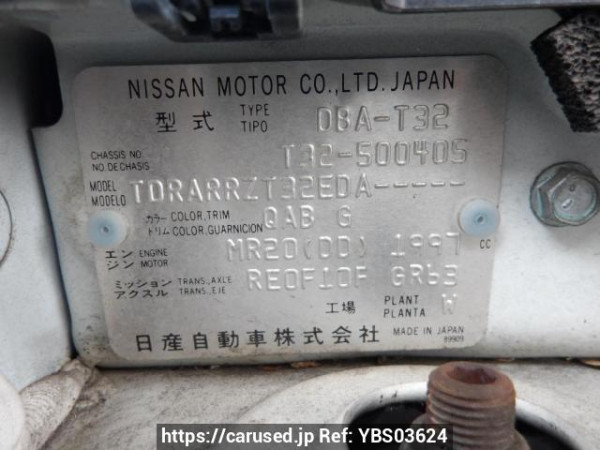 NISSAN MOTOR CO.,LTD. JAPAN
型式 TYPE TIPO DBA-T32
CHASSIS NO. NO. DE CHASIS T32-500405
MODEL MODELO TDRARRZT32EDA-----
カラー COLOR,TRIM
トリム COLOR,GUARNICION QAB G
エンジン ENGINE MOTOR MR20(DD) 1997 CC
ミッション TRANS.,AXLE
アクスル TRANS.,EJE RE0F10F GR63
工場 PLANT PLANTA W
日産自動車株式会社 MADE IN JAPAN
89909
https://carused.jp Ref: YBS03624